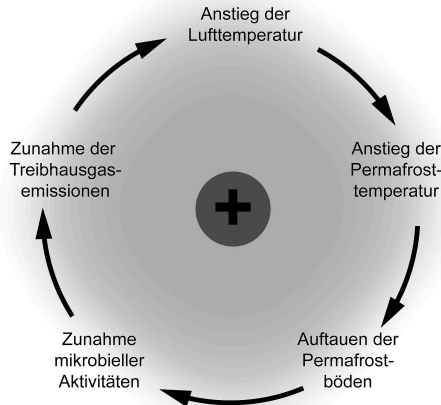 Anstieg der
Lufttemperatur
Anstieg der
Permafrost-
temperatur
Auftauen der
Permafrost-
böden
Zunahme
mikrobieller
Aktivitäten
Zunahme der
Treibhausgas-
emissionen
+